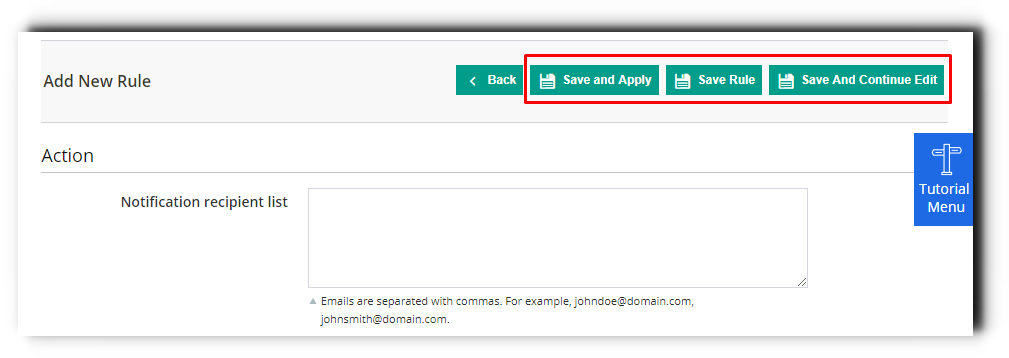 Add New Rule
Back
Save and Apply
Save Rule
Save And Continue Edit
Action
Tutorial
Menu
Notification recipient list
Emails are separated with commas. For example, johndoe@domain.com,
johnsmith@domain.com.